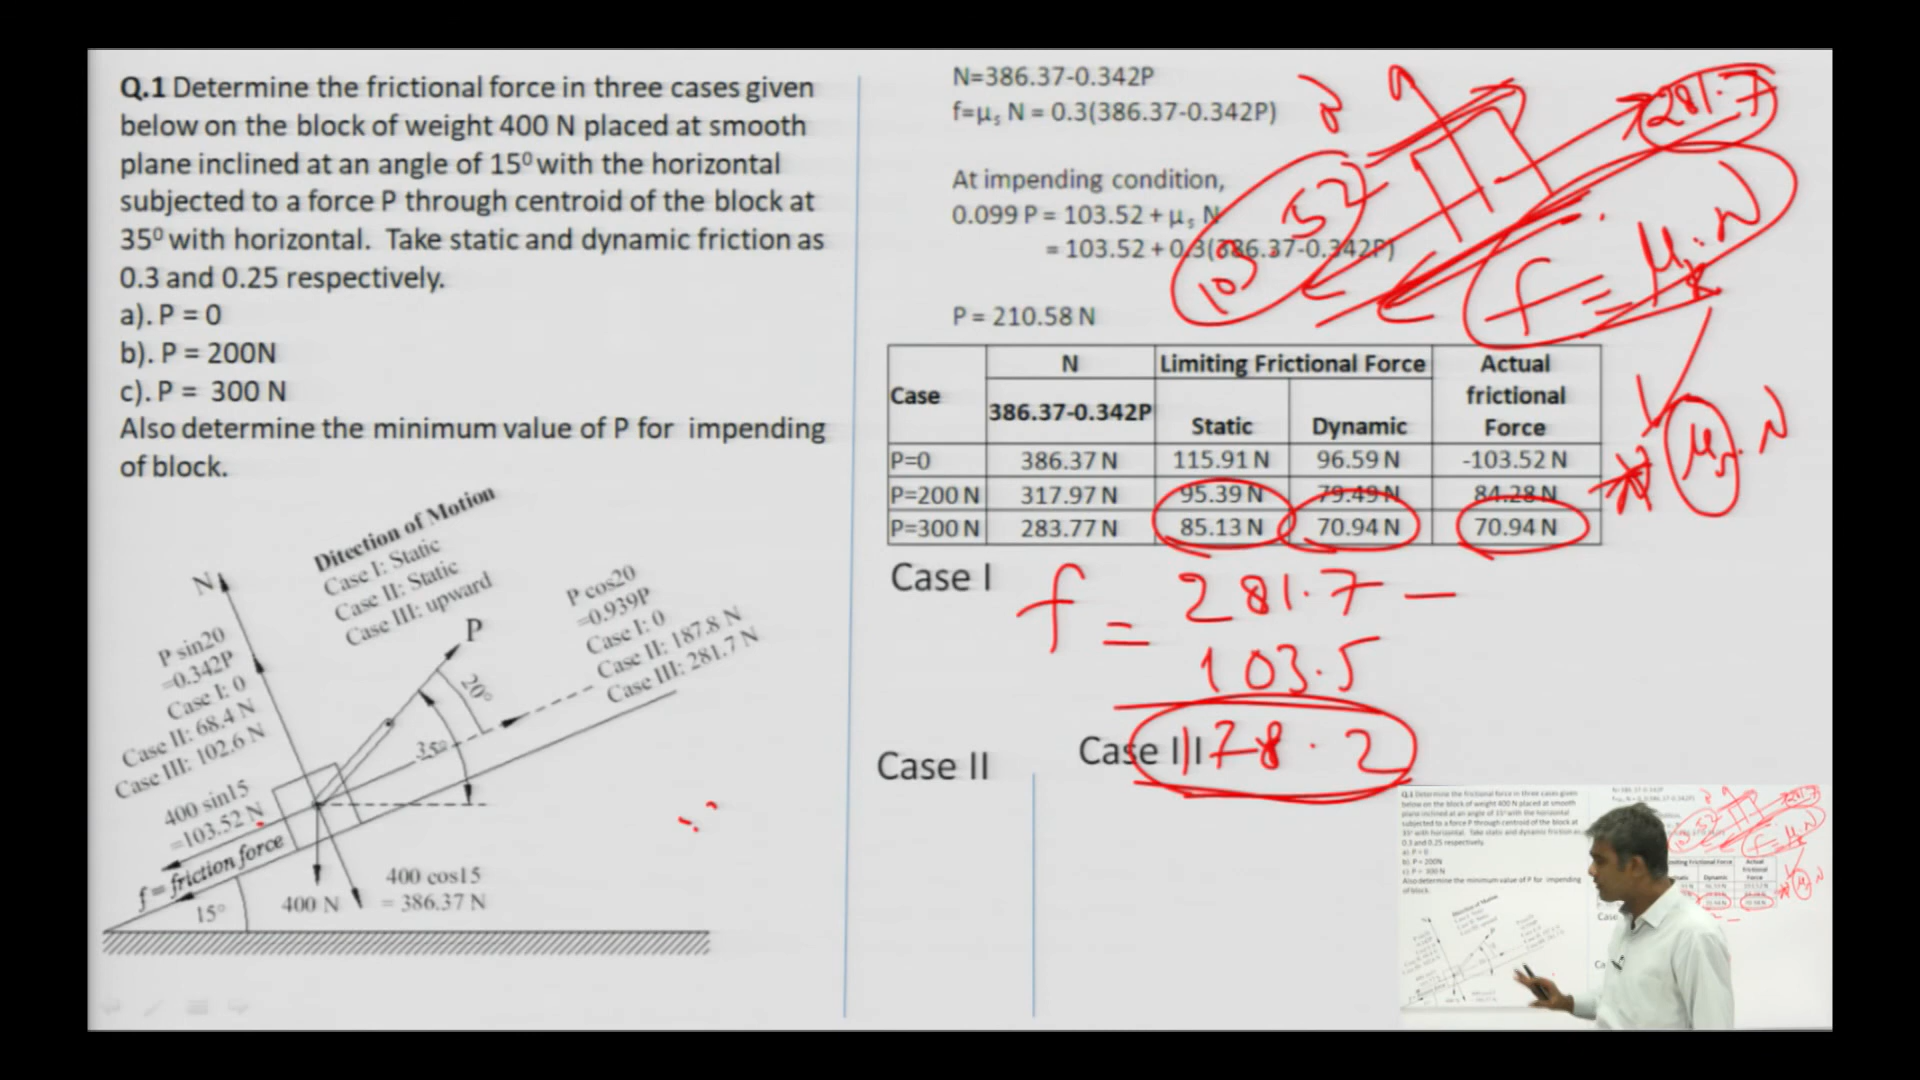 Q.1 Determine the frictional force in three cases given
below on the block of weight 400 N placed at smooth
plane inclined at an angle of 15⁰ with the horizontal
subjected to a force P through centroid of the block at
35⁰ with horizontal. Take static and dynamic friction as
0.3 and 0.25 respectively.
a). P = 0
b). P = 200N
c). P = 300 N
Also determine the minimum value of P for impending
of block.
Ditection of Motion
Case I: Static
Case II: Static
Case III: upward
N
P sin20
=0.342P
Case I: 0
Case II: 68.4 N
Case III: 102.6 N
P
P cos20
=0.939P
Case I: 0
Case II: 187.8 N
Case III: 281.7 N
20°
35°
400 sin15
=103.52 N
f = friction force
15°
400 N
400 cos15
= 386.37 N
N=386.37-0.342P
f=μₛ N = 0.3(386.37-0.342P)
At impending condition,
0.099 P = 103.52 + μₛ N
= 103.52 + 0.3(386.37-0.342P)
P = 210.58 N
281.7
103.52
Case N Limiting Frictional Force Actual frictional Force
386.37-0.342P Static Dynamic
P=0 386.37 N 115.91 N 96.59 N -103.52 N
P=200 N 317.97 N 95.39 N 79.49 N 84.28 N
P=300 N 283.77 N 85.13 N 70.94 N 70.94 N
Case I
f = 281.7 –
103.5
178.2
Case II
Case III